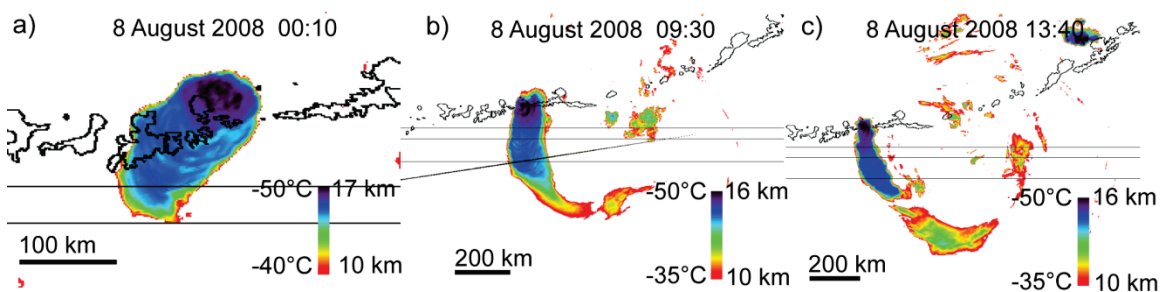 a) 8 August 2008 00:10
-50°C 17 km
100 km
-40°C 10 km
b) 8 August 2008 09:30
-50°C 16 km
200 km
-35°C 10 km
c) 8 August 2008 13:40
-50°C 16 km
200 km
-35°C 10 km